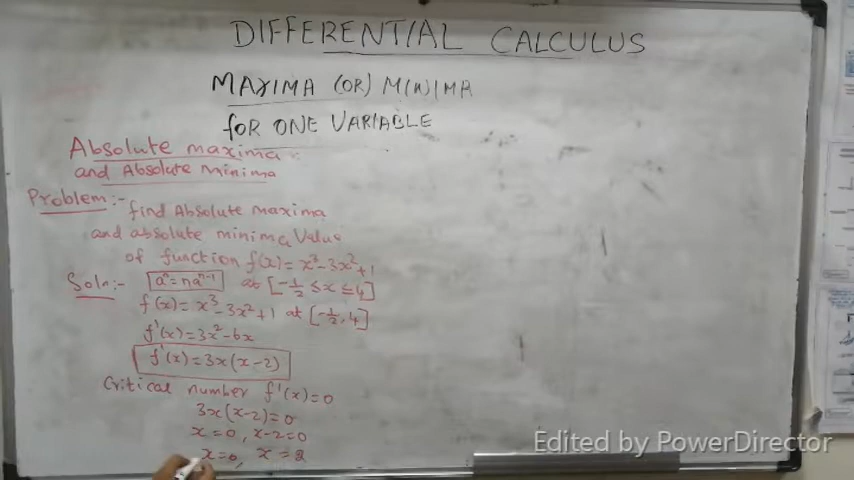 DIFFERENTIAL CALCULUS
MAXIMA (OR) MINIMA
for ONE VARIABLE
Absolute maxima
and Absolute Minima
Problem:- find Absolute maxima
and absolute minima Value
of function f(x)=x³-3x²+1
Soln:- aⁿ=naⁿ⁻¹ at [-1/2 ≤x≤4]
f(x)=x³-3x²+1 at [-1/2,4]
f'(x)=3x²-6x
f'(x)=3x(x-2)
Critical number f'(x)=0
3x(x-2)=0
x=0, x-2=0
x=0, x=2
Edited by PowerDirector